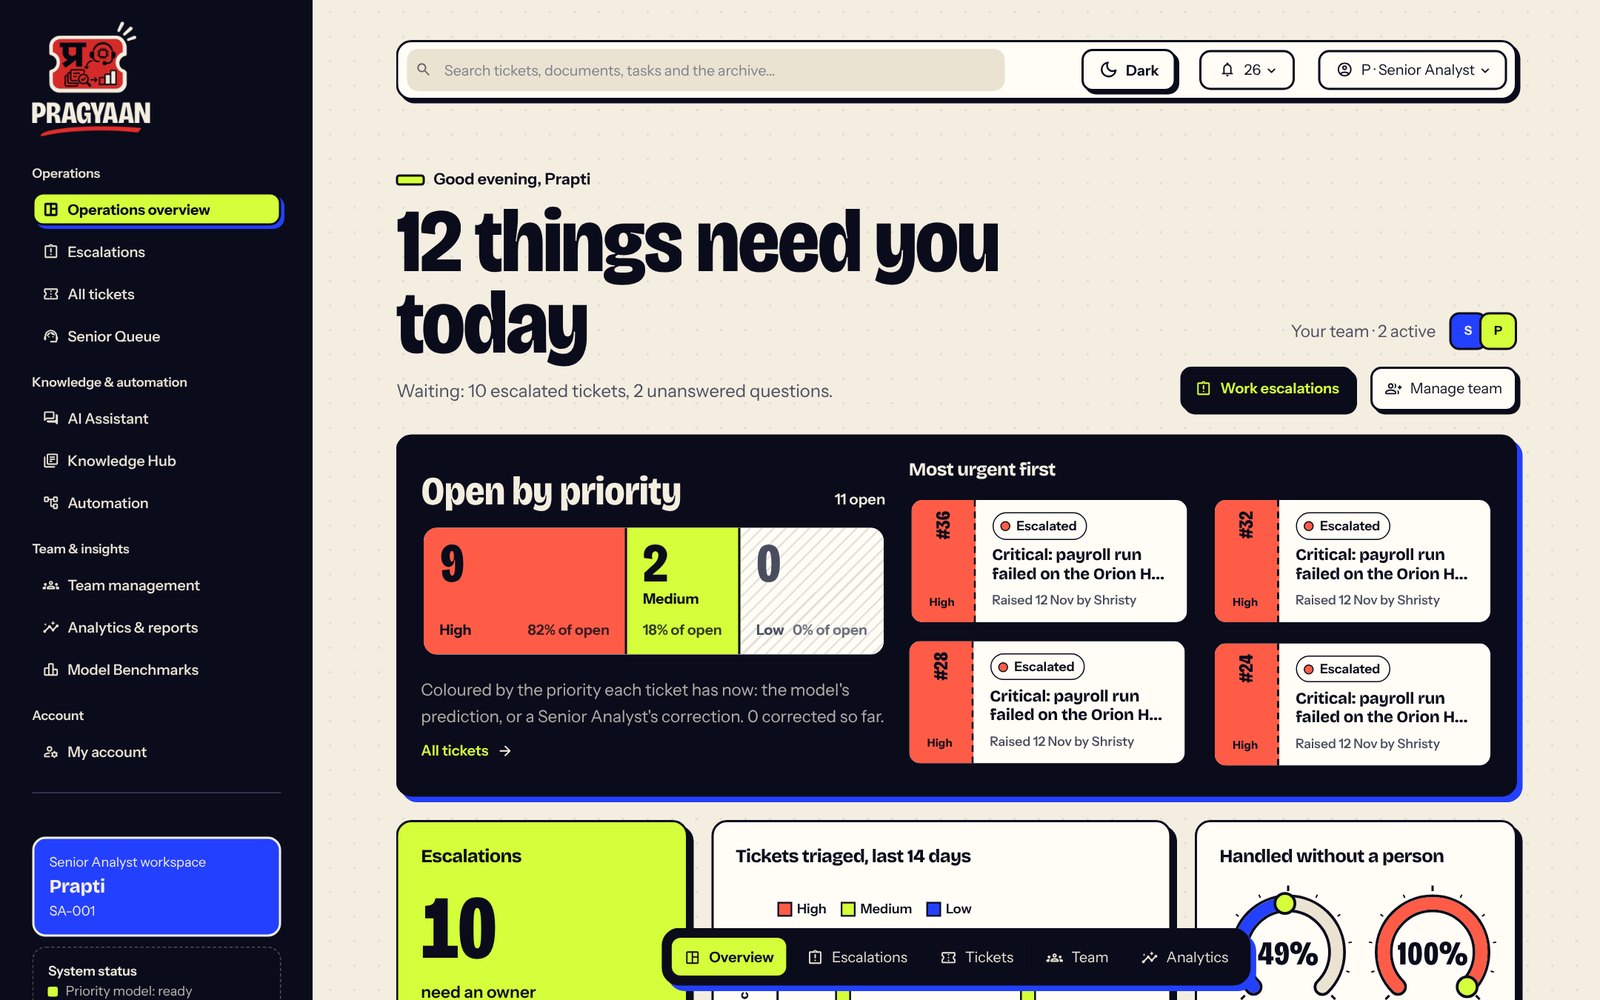 प्र
PRAGYAAN
Operations
Operations overview
Escalations
All tickets
Senior Queue
Knowledge & automation
AI Assistant
Knowledge Hub
Automation
Team & insights
Team management
Analytics & reports
Model Benchmarks
Account
My account
Senior Analyst workspace
Prapti
SA-001
System status
Priority model: ready
Search tickets, documents, tasks and the archive...
Dark
26
P · Senior Analyst
Good evening, Prapti
12 things need you
today
Waiting: 10 escalated tickets, 2 unanswered questions.
Your team · 2 active
S
P
Work escalations
Manage team
Open by priority
11 open
9
High
82% of open
2
Medium
18% of open
0
Low
0% of open
Coloured by the priority each ticket has now: the model's
prediction, or a Senior Analyst's correction. 0 corrected so far.
All tickets
Most urgent first
#36
High
Escalated
Critical: payroll run
failed on the Orion H...
Raised 12 Nov by Shristy
#32
High
Escalated
Critical: payroll run
failed on the Orion H...
Raised 12 Nov by Shristy
#28
High
Escalated
Critical: payroll run
failed on the Orion H...
Raised 12 Nov by Shristy
#24
High
Escalated
Critical: payroll run
failed on the Orion H...
Raised 12 Nov by Shristy
Escalations
10
need an owner
Tickets triaged, last 14 days
High
Medium
Low
Handled without a person
49%
100%
Overview
Escalations
Tickets
Team
Analytics